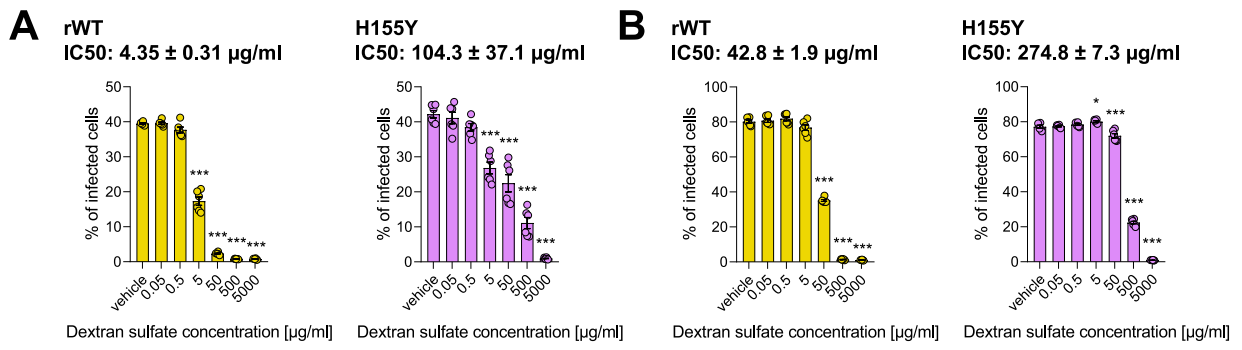 A
rWT
IC50: 4.35 ± 0.31 µg/ml
% of infected cells
50
40
30
20
10
0
***
***
***
***
vehicle
0.05
0.5
5
50
500
5000
Dextran sulfate concentration [µg/ml]
H155Y
IC50: 104.3 ± 37.1 µg/ml
% of infected cells
50
40
30
20
10
0
***
***
***
***
vehicle
0.05
0.5
5
50
500
5000
Dextran sulfate concentration [µg/ml]
B
rWT
IC50: 42.8 ± 1.9 µg/ml
% of infected cells
100
80
60
40
20
0
***
***
***
vehicle
0.05
0.5
5
50
500
5000
Dextran sulfate concentration [µg/ml]
H155Y
IC50: 274.8 ± 7.3 µg/ml
% of infected cells
100
80
60
40
20
0
*
***
***
***
vehicle
0.05
0.5
5
50
500
5000
Dextran sulfate concentration [µg/ml]